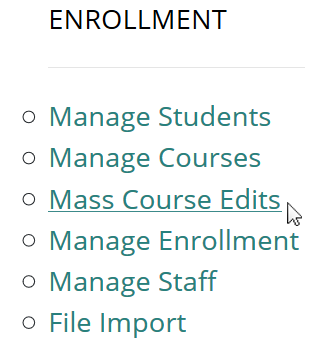 ENROLLMENT
Manage Students
Manage Courses
Mass Course Edits
Manage Enrollment
Manage Staff
File Import